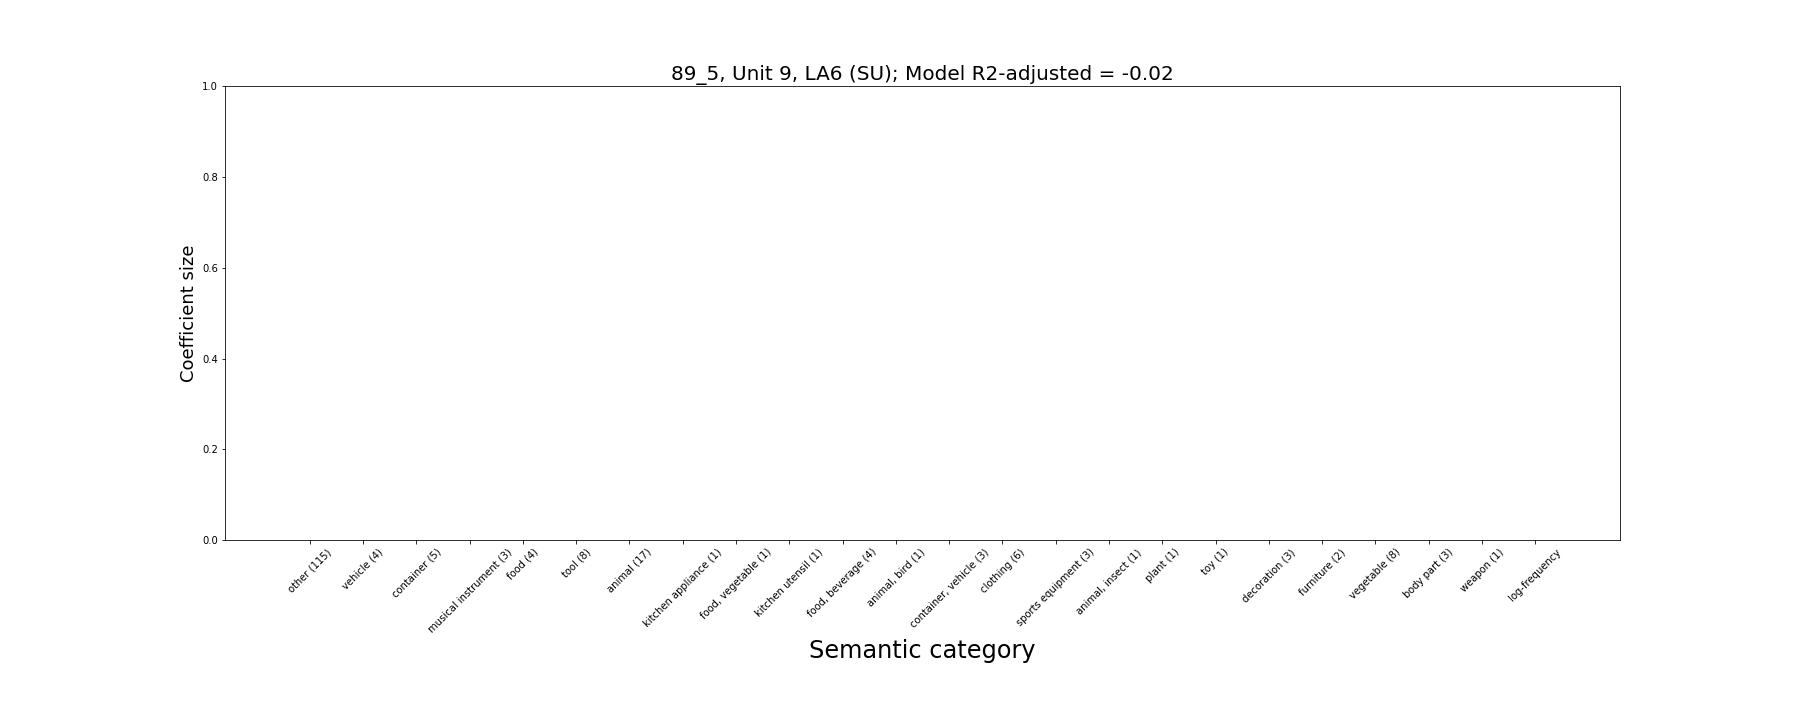 89_5, Unit 9, LA6 (SU); Model R2-adjusted = -0.02
Coefficient size
1.0
0.8
0.6
0.4
0.2
0.0
other (115)
vehicle (4)
container (5)
musical instrument (3)
food (4)
tool (8)
animal (17)
kitchen appliance (1)
food, vegetable (1)
kitchen utensil (1)
food, beverage (4)
animal, bird (1)
container, vehicle (3)
clothing (6)
sports equipment (3)
animal, insect (1)
plant (1)
toy (1)
decoration (3)
furniture (2)
vegetable (8)
body part (3)
weapon (1)
log-frequency
Semantic category